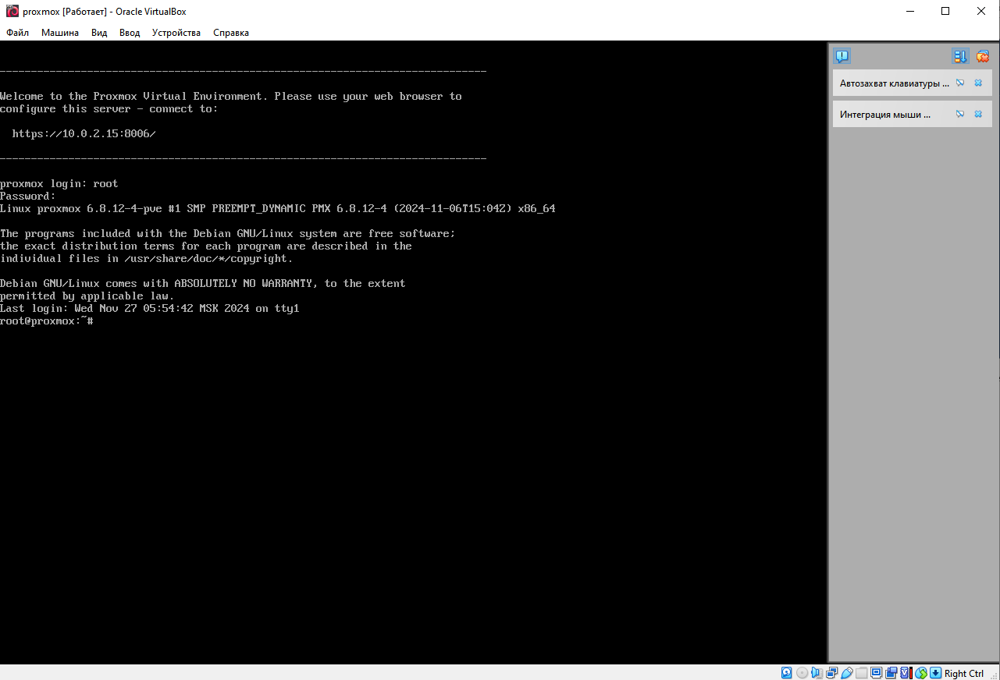 proxmox [Работает] - Oracle VirtualBox
Файл Машина Вид Ввод Устройства Справка
Автозахват клавиатуры ...
Интеграция мыши ...
------------------------------------------------------------------------------
Welcome to the Proxmox Virtual Environment. Please use your web browser to
configure this server - connect to:
https://10.0.2.15:8006/
------------------------------------------------------------------------------
proxmox login: root
Password:
Linux proxmox 6.8.12-4-pve #1 SMP PREEMPT_DYNAMIC PMX 6.8.12-4 (2024-11-06T15:04Z) x86_64
The programs included with the Debian GNU/Linux system are free software;
the exact distribution terms for each program are described in the
individual files in /usr/share/doc/*/copyright.
Debian GNU/Linux comes with ABSOLUTELY NO WARRANTY, to the extent
permitted by applicable law.
Last login: Wed Nov 27 05:54:42 MSK 2024 on tty1
root@proxmox:~#
Right Ctrl